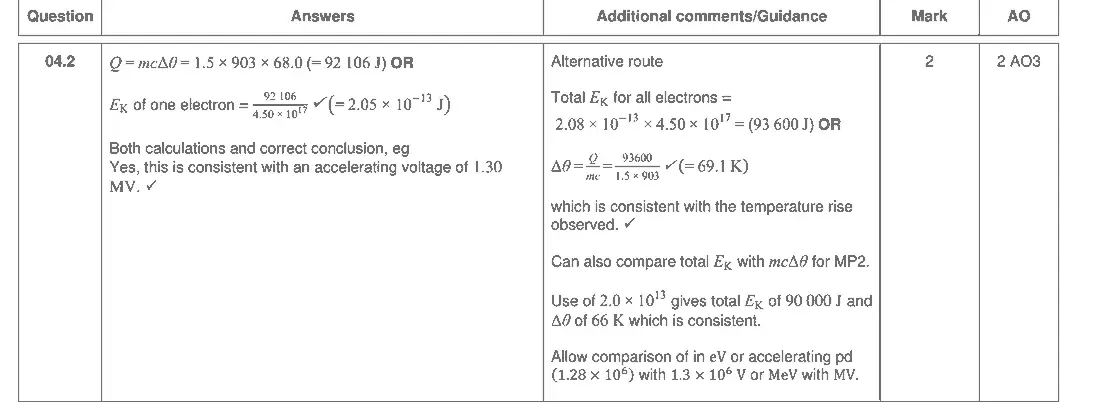 Question Answers Additional comments/Guidance Mark AO
04.2
Q = mcΔθ = 1.5 × 903 × 68.0 (= 92 106 J) OR
E_K of one electron = 92 106 / 4.50 × 10^17 ✓ (= 2.05 × 10^−13 J)
Both calculations and correct conclusion, eg
Yes, this is consistent with an accelerating voltage of 1.30
MV. ✓
Alternative route
Total E_K for all electrons =
2.08 × 10^−13 × 4.50 × 10^17 = (93 600 J) OR
Δθ = Q / mc = 93600 / 1.5 × 903 ✓ (= 69.1 K)
which is consistent with the temperature rise
observed. ✓
Can also compare total E_K with mcΔθ for MP2.
Use of 2.0 × 10^13 gives total E_K of 90 000 J and
Δθ of 66 K which is consistent.
Allow comparison of in eV or accelerating pd
(1.28 × 10^6) with 1.3 × 10^6 V or MeV with MV.
2
2 AO3